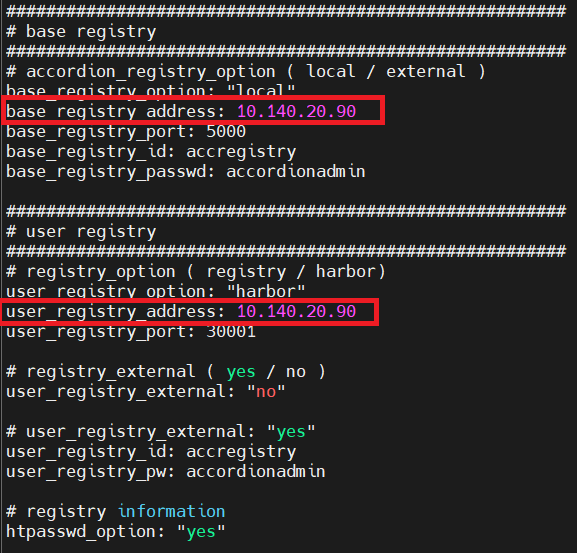 ########################################################
# base registry
########################################################
# accordion_registry_option ( local / external )
base_registry_option: "local"
base_registry_address: 10.140.20.90
base_registry_port: 5000
base_registry_id: accregistry
base_registry_passwd: accordionadmin

########################################################
# user registry
########################################################
# registry_option ( registry / harbor)
user_registry_option: "harbor"
user_registry_address: 10.140.20.90
user_registry_port: 30001

# registry_external ( yes / no )
user_registry_external: "no"

# user_registry_external: "yes"
user_registry_id: accregistry
user_registry_pw: accordionadmin

# registry information
htpasswd_option: "yes"